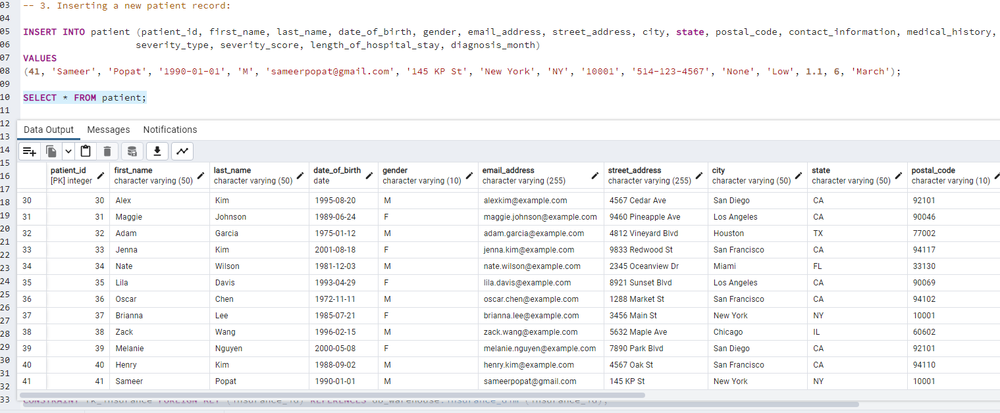 03 -- 3. Inserting a new patient record:
04
05 INSERT INTO patient (patient_id, first_name, last_name, date_of_birth, gender, email_address, street_address, city, state, postal_code, contact_information, medical_history,
06 severity_type, severity_score, length_of_hospital_stay, diagnosis_month)
07 VALUES
08 (41, 'Sameer', 'Popat', '1990-01-01', 'M', 'sameerpopat@gmail.com', '145 KP St', 'New York', 'NY', '10001', '514-123-4567', 'None', 'Low', 1.1, 6, 'March');
09
10 SELECT * FROM patient;
11
12
13 Data Output Messages Notifications
14
15
16
17
18
19
20
21
22
23
24
25
26
27
28
29
30
31
32
patient_id first_name last_name date_of_birth gender email_address street_address city state postal_code
[PK] integer character varying (50) character varying (50) date character varying (10) character varying (255) character varying (255) character varying (50) character varying (50) character varying (10)
30 30 Alex Kim 1995-08-20 M alexkim@example.com 4567 Cedar Ave San Diego CA 92101
31 31 Maggie Johnson 1989-06-24 F maggie.johnson@example.com 9460 Pineapple Ave Los Angeles CA 90046
32 32 Adam Garcia 1975-01-12 M adam.garcia@example.com 4812 Vineyard Blvd Houston TX 77002
33 33 Jenna Kim 2001-08-18 F jenna.kim@example.com 9833 Redwood St San Francisco CA 94117
34 34 Nate Wilson 1981-12-03 M nate.wilson@example.com 2345 Oceanview Dr Miami FL 33130
35 35 Lila Davis 1993-04-29 F lila.davis@example.com 8921 Sunset Blvd Los Angeles CA 90069
36 36 Oscar Chen 1972-11-11 M oscar.chen@example.com 1288 Market St San Francisco CA 94102
37 37 Brianna Lee 1985-07-21 F brianna.lee@example.com 3456 Main St New York NY 10001
38 38 Zack Wang 1996-02-15 M zack.wang@example.com 5632 Maple Ave Chicago IL 60602
39 39 Melanie Nguyen 2000-05-08 F melanie.nguyen@example.com 7890 Park Blvd San Diego CA 92101
40 40 Henry Kim 1988-09-02 M henry.kim@example.com 4567 Oak St San Francisco CA 94110
41 41 Sameer Popat 1990-01-01 M sameerpopat@gmail.com 145 KP St New York NY 10001
33